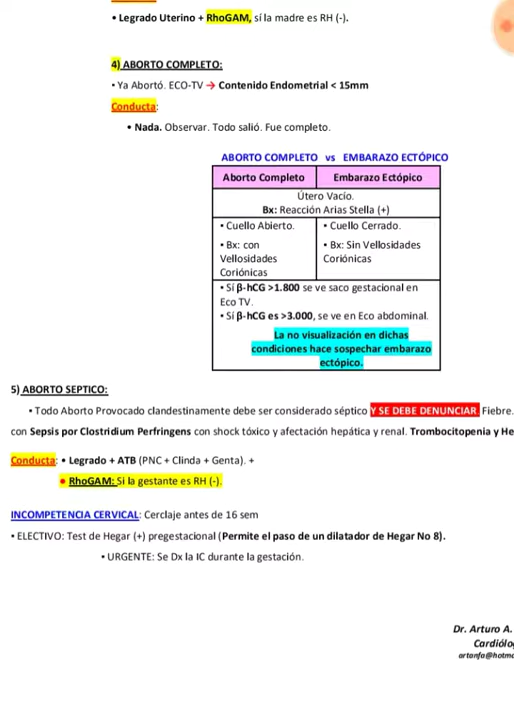 • Legrado Uterino + RhoGAM, sí la madre es RH (-).
4) ABORTO COMPLETO:
• Ya Abortó. ECO-TV → Contenido Endometrial < 15mm
Conducta:
• Nada. Observar. Todo salió. Fue completo.
ABORTO COMPLETO vs EMBARAZO ECTÓPICO
Aborto Completo Embarazo Ectópico
Útero Vacío.
Bx: Reacción Arias Stella (+)
• Cuello Abierto. • Cuello Cerrado.
• Bx: con • Bx: Sin Vellosidades
Vellosidades Coriónicas
Coriónicas
• Sí β-hCG >1.800 se ve saco gestacional en
Eco TV.
• Sí β-hCG es >3.000, se ve en Eco abdominal.
La no visualización en dichas
condiciones hace sospechar embarazo
ectópico.
5) ABORTO SEPTICO:
• Todo Aborto Provocado clandestinamente debe ser considerado séptico Y SE DEBE DENUNCIAR. Fiebre.
con Sepsis por Clostridium Perfringens con shock tóxico y afectación hepática y renal. Trombocitopenia y He
Conducta: • Legrado + ATB (PNC + Clinda + Genta). +
• RhoGAM: Si la gestante es RH (-).
INCOMPETENCIA CERVICAL: Cerclaje antes de 16 sem
• ELECTIVO: Test de Hegar (+) pregestacional (Permite el paso de un dilatador de Hegar No 8).
• URGENTE: Se Dx la IC durante la gestación.
Dr. Arturo A.
Cardiólo
artanfa@hotm